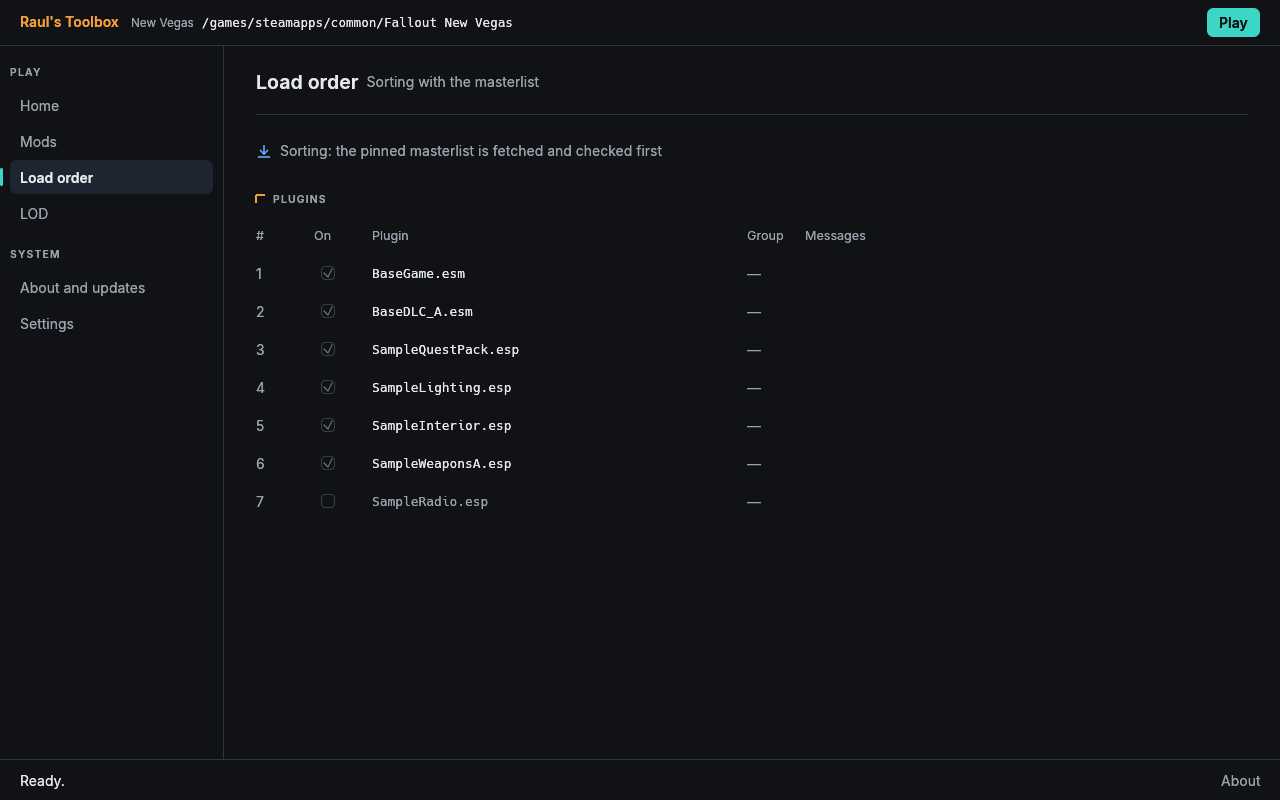 Raul's Toolbox New Vegas /games/steamapps/common/Fallout New Vegas Play
PLAY
Home
Mods
Load order
LOD
SYSTEM
About and updates
Settings
Load order Sorting with the masterlist
Sorting: the pinned masterlist is fetched and checked first
PLUGINS
# On Plugin Group Messages
1 BaseGame.esm —
2 BaseDLC_A.esm —
3 SampleQuestPack.esp —
4 SampleLighting.esp —
5 SampleInterior.esp —
6 SampleWeaponsA.esp —
7 SampleRadio.esp —
Ready. About